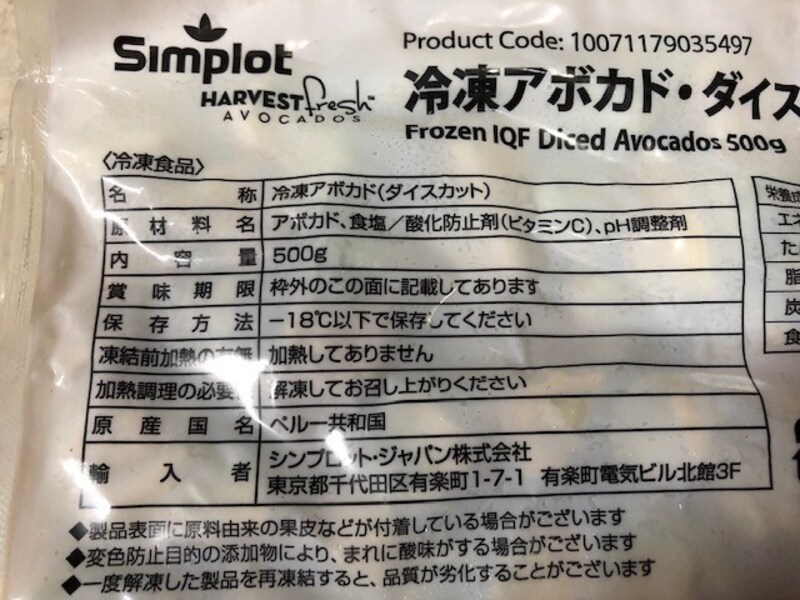 Simplot
HARVEST fresh™
AVOCADOS
Product Code: 10071179035497
冷凍アボカド・ダイス
Frozen IQF Diced Avocados 500g
〈冷凍食品〉
名称 冷凍アボカド(ダイスカット)
原材料名 アボカド、食塩/酸化防止剤(ビタミンC)、pH調整剤
内容量 500g
賞味期限 枠外のこの面に記載してあります
保存方法 −18℃以下で保存してください
凍結前加熱の有無 加熱してありません
加熱調理の必要 解凍してお召し上がりください
原産国名 ペルー共和国
輸入者 シンプロット・ジャパン株式会社
東京都千代田区有楽町1-7-1 有楽町電気ビル北館3F
◆製品表面に原料由来の果皮などが付着している場合がございます
◆変色防止目的の添加物により、まれに酸味がする場合がございます
◆一度解凍した製品を再凍結すると、品質が劣化することがございます
栄養成
エネ
た
脂
炭
食